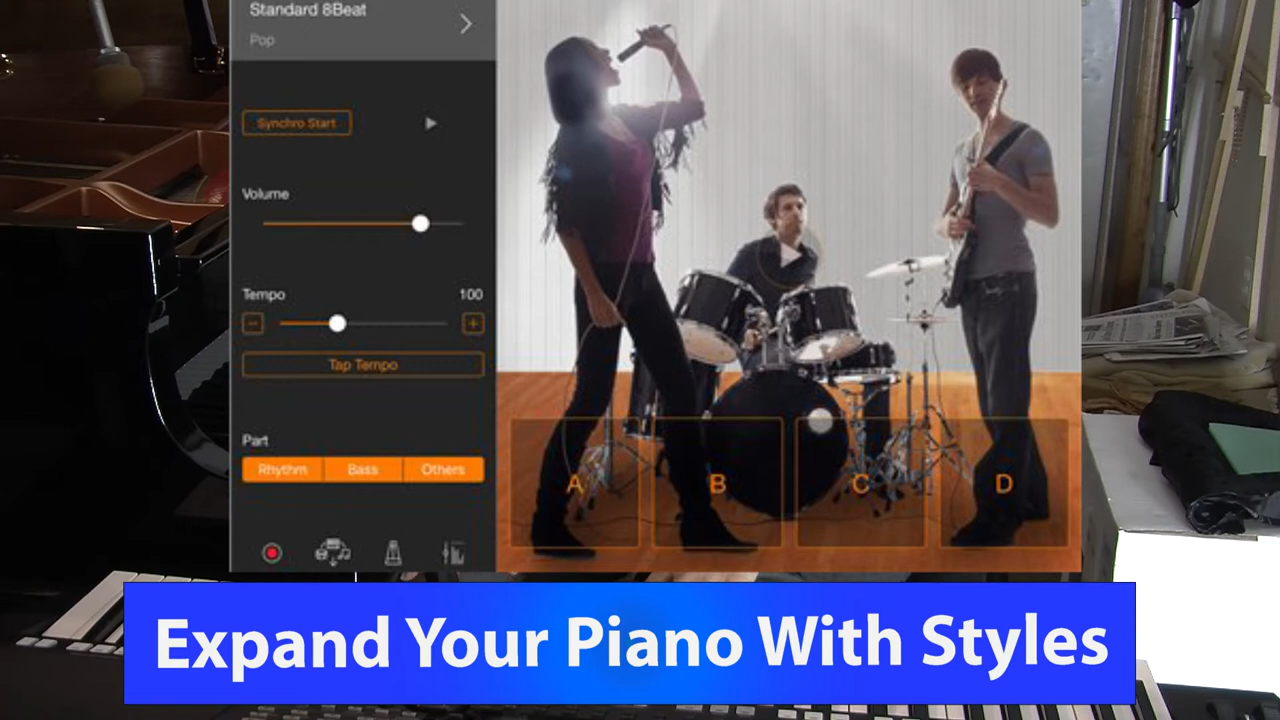 Standard 8Beat
Pop
Synchro Start
Volume
Tempo 100
Tap Tempo
Part
Rhythm Bass Others
A B C D
Expand Your Piano With Styles